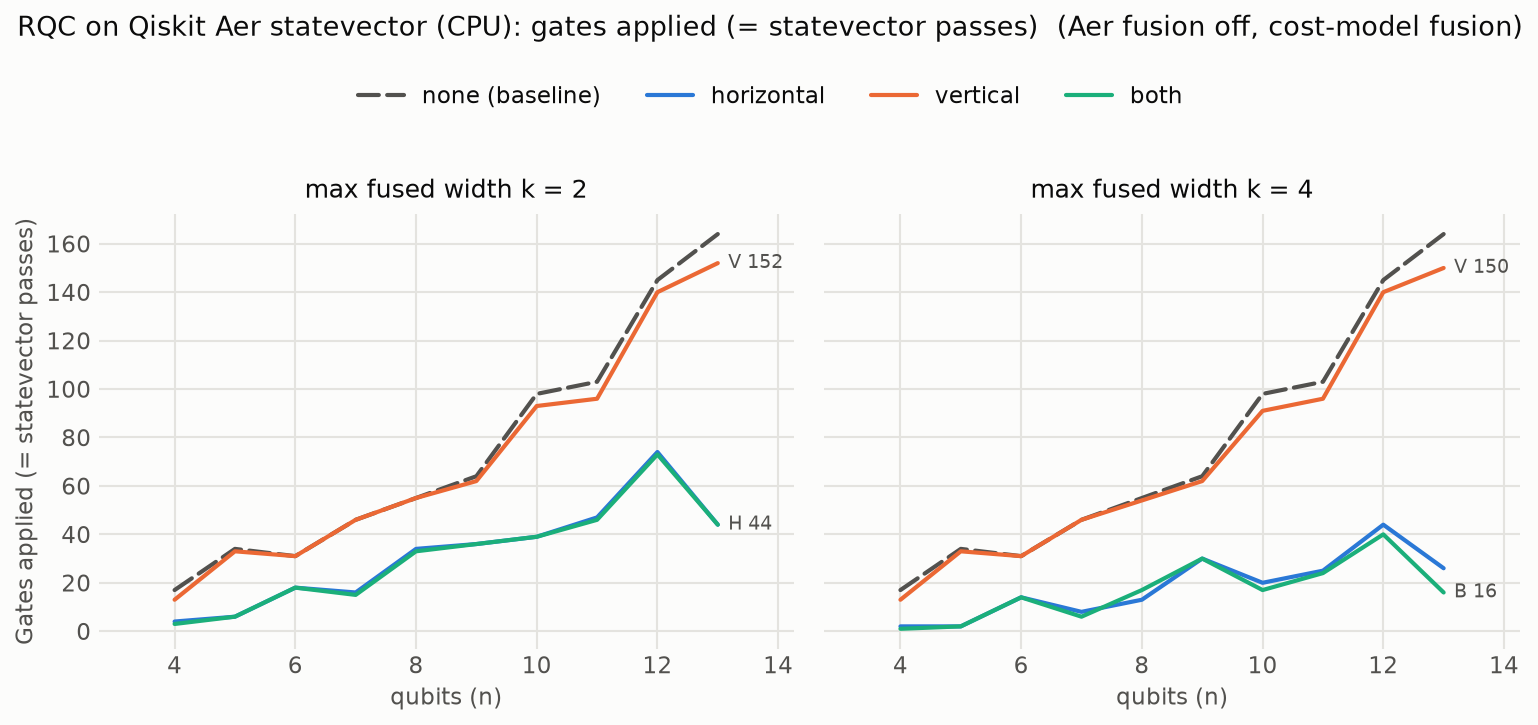 RQC on Qiskit Aer statevector (CPU): gates applied (= statevector passes)  (Aer fusion off, cost-model fusion)
none (baseline)
horizontal
vertical
both
max fused width k = 2
Gates applied (= statevector passes)
160
140
120
100
80
60
40
20
0
V 152
H 44
4
6
8
10
12
14
qubits (n)
max fused width k = 4
V 150
B 16
4
6
8
10
12
14
qubits (n)